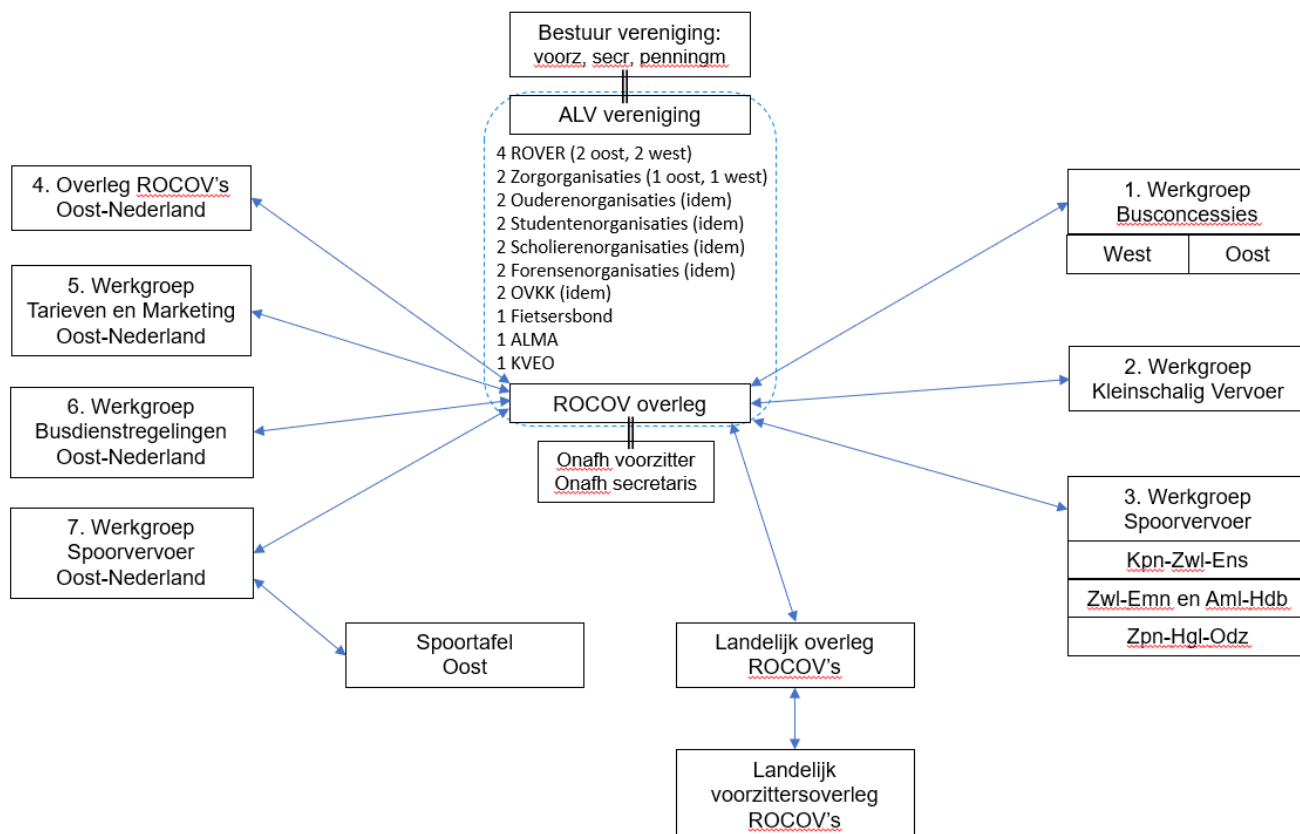 Bestuur vereniging:
voorz, secr, penningm
ALV vereniging
4 ROVER (2 oost, 2 west)
2 Zorgorganisaties (1 oost, 1 west)
2 Ouderenorganisaties (idem)
2 Studentenorganisaties (idem)
2 Scholierenorganisaties (idem)
2 Forensenorganisaties (idem)
2 OVKK (idem)
1 Fietsersbond
1 ALMA
1 KVEO
ROCOV overleg
Onafh voorzitter
Onafh secretaris
4. Overleg ROCOV's
Oost-Nederland
5. Werkgroep
Tarieven en Marketing
Oost-Nederland
6. Werkgroep
Busdienstregelingen
Oost-Nederland
7. Werkgroep
Spoorvervoer
Oost-Nederland
Spoortafel
Oost
Landelijk overleg
ROCOV's
Landelijk
voorzittersoverleg
ROCOV's
1. Werkgroep
Busconcessies
West
Oost
2. Werkgroep
Kleinschalig Vervoer
3. Werkgroep
Spoorvervoer
Kpn-Zwl-Ens
Zwl-Emn en Aml-Hdb
Zpn-Hgl-Odz